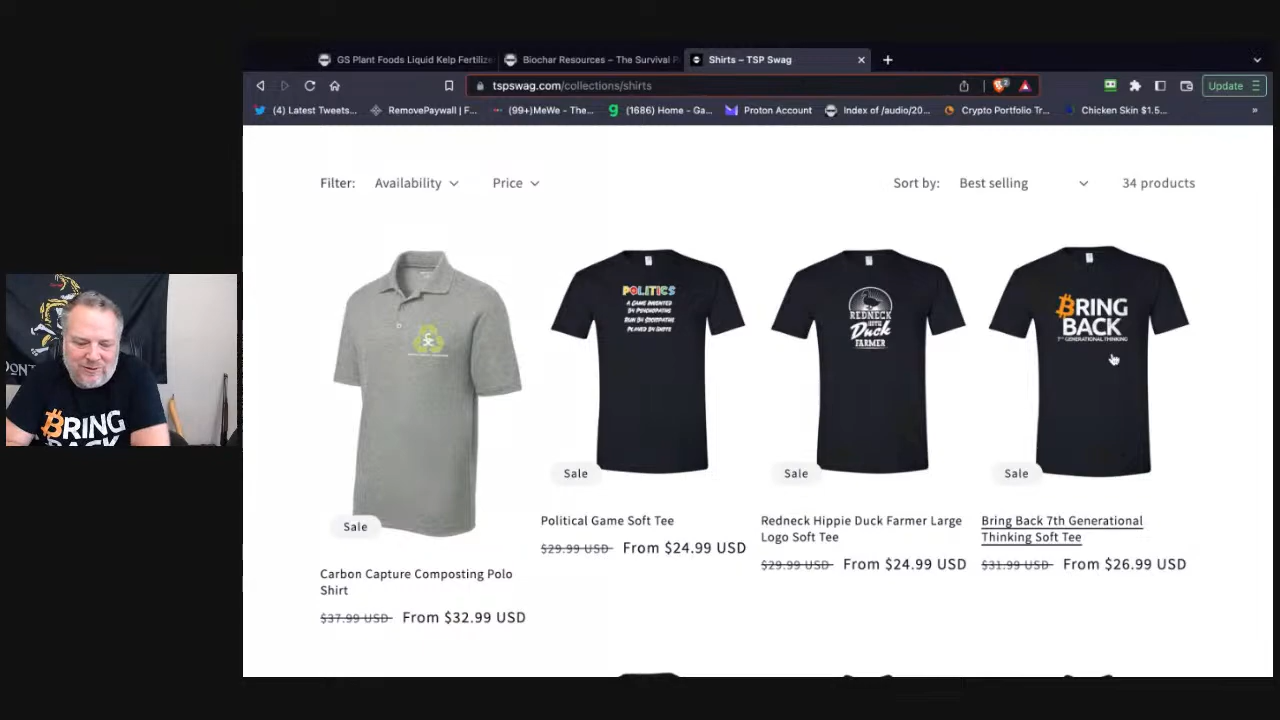 GS Plant Foods Liquid Kelp Fertilize
Biochar Resources – The Survival P
Shirts – TSP Swag
tspswag.com/collections/shirts
2
Update
(4) Latest Tweets...
RemovePaywall | F...
(99+)MeWe - The...
(1686) Home - Ga...
Proton Account
Index of /audio/20...
Crypto Portfolio Tr...
Chicken Skin $1.5...
»
Filter:
Availability
Price
Sort by:
Best selling
34 products
POLITICS
A GAME INVENTED
BY PSYCHOPATHS
RUN BY SOCIOPATHS
PLAYED BY IDIOTS
REDNECK
HIPPIE
Duck
FARMER
BRING
BACK
7TH GENERATIONAL THINKING
DON'T
BRING
BACK
Sale
Sale
Sale
Sale
Carbon Capture Composting Polo
Shirt
$37.99 USD From $32.99 USD
Political Game Soft Tee
$29.99 USD From $24.99 USD
Redneck Hippie Duck Farmer Large
Logo Soft Tee
$29.99 USD From $24.99 USD
Bring Back 7th Generational
Thinking Soft Tee
$31.99 USD From $26.99 USD